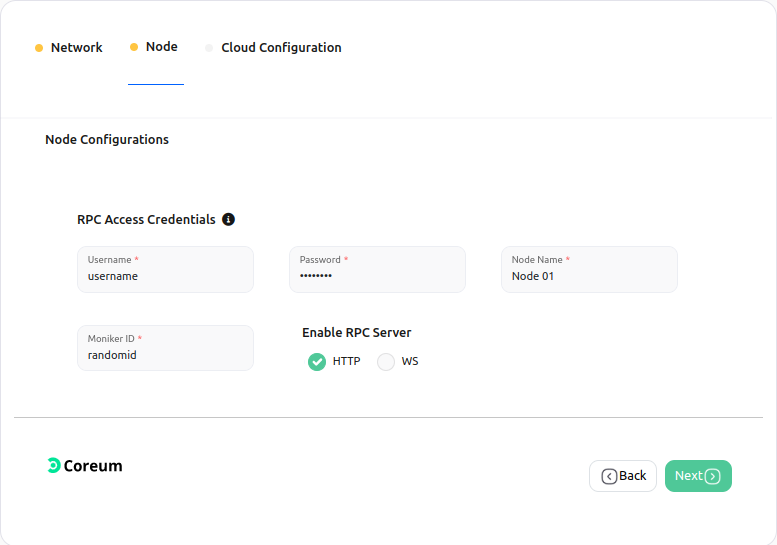 Network Node Cloud Configuration
Node Configurations
RPC Access Credentials
Username * Password * Node Name *
username •••••••• Node 01
Moniker ID * Enable RPC Server
randomid HTTP WS
Coreum
Back Next